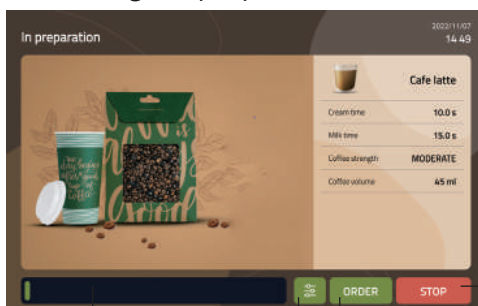 In preparation
2022/11/07
14 49
Cafe latte
Cream time 10.0 s
Milk time 15.0 s
Coffee strength MODERATE
Coffee volume 45 ml
ORDER
STOP